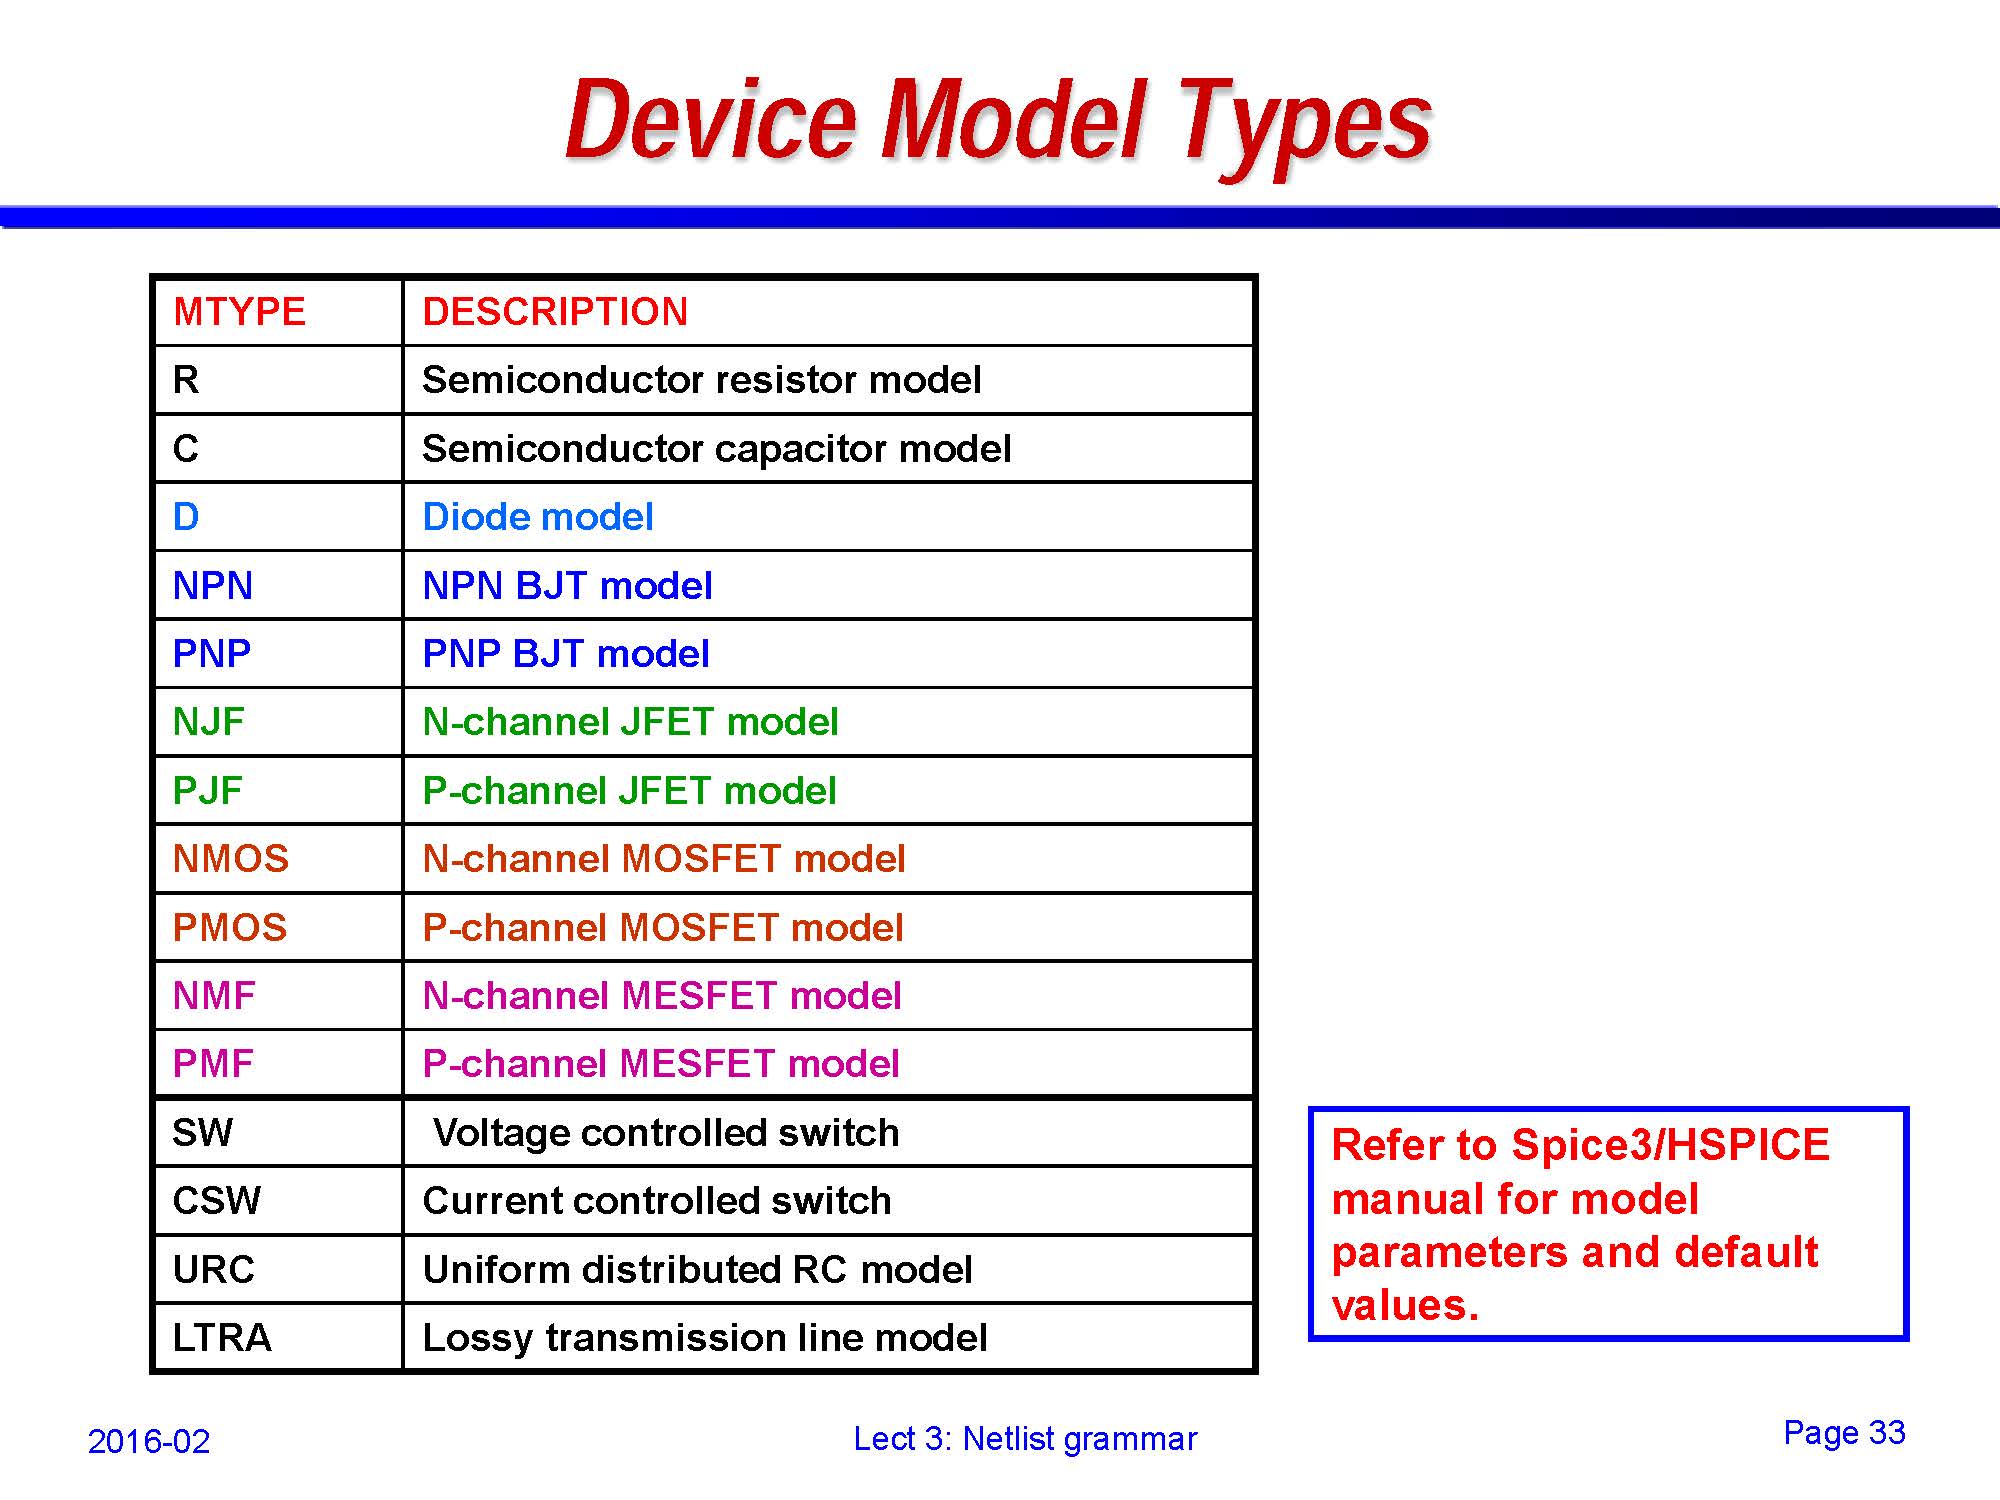 Device Model Types
MTYPE DESCRIPTION
R Semiconductor resistor model
C Semiconductor capacitor model
D Diode model
NPN NPN BJT model
PNP PNP BJT model
NJF N-channel JFET model
PJF P-channel JFET model
NMOS N-channel MOSFET model
PMOS P-channel MOSFET model
NMF N-channel MESFET model
PMF P-channel MESFET model
SW Voltage controlled switch
CSW Current controlled switch
URC Uniform distributed RC model
LTRA Lossy transmission line model
Refer to Spice3/HSPICE
manual for model
parameters and default
values.
2016-02 Lect 3: Netlist grammar Page 33